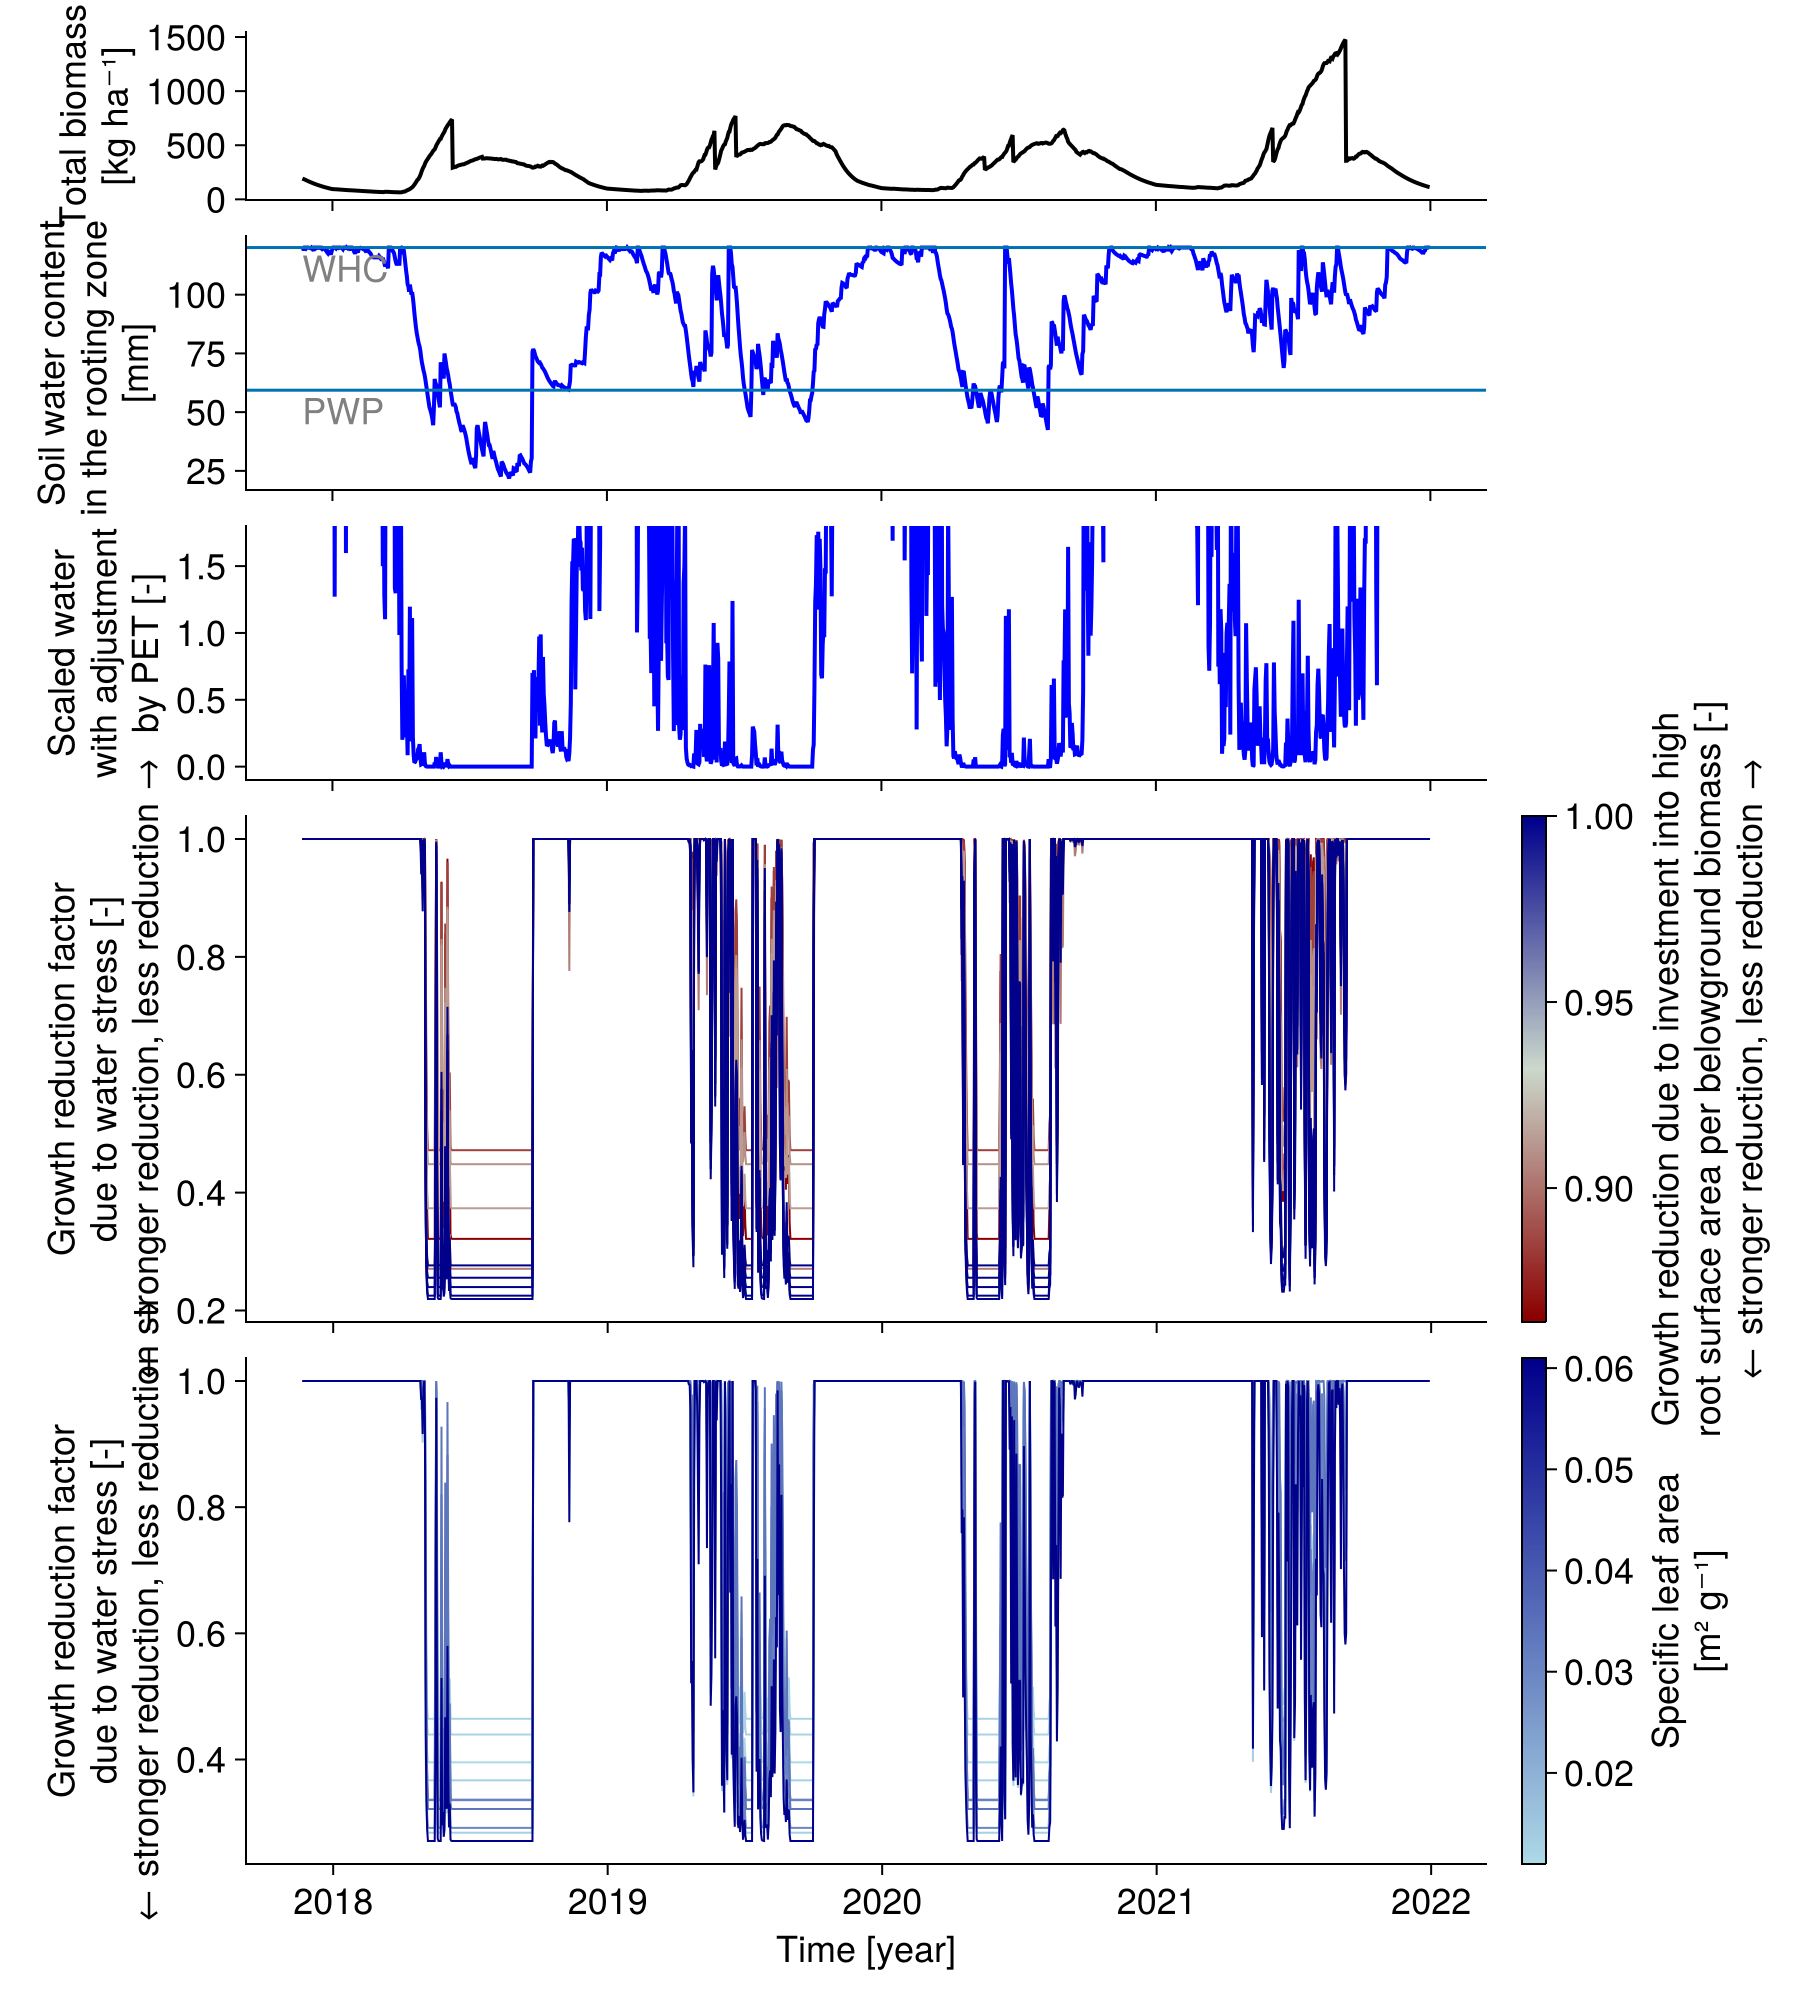 Total biomass
[kg ha⁻¹]
1500
1000
500
0
Soil water content
in the rooting zone
[mm]
100
75
50
25
WHC
PWP
Scaled water
with adjustment
by PET [-]
1.5
1.0
0.5
0.0
Growth reduction factor
due to water stress [-]
← stronger reduction, less reduction →
1.0
0.8
0.6
0.4
0.2
1.00
0.95
0.90
Growth reduction due to investment into high
root surface area per belowground biomass [-]
← stronger reduction, less reduction →
Growth reduction factor
due to water stress [-]
← stronger reduction, less reduction →
1.0
0.8
0.6
0.4
0.06
0.05
0.04
0.03
0.02
Specific leaf area
[m² g⁻¹]
2018
2019
2020
2021
2022
Time [year]